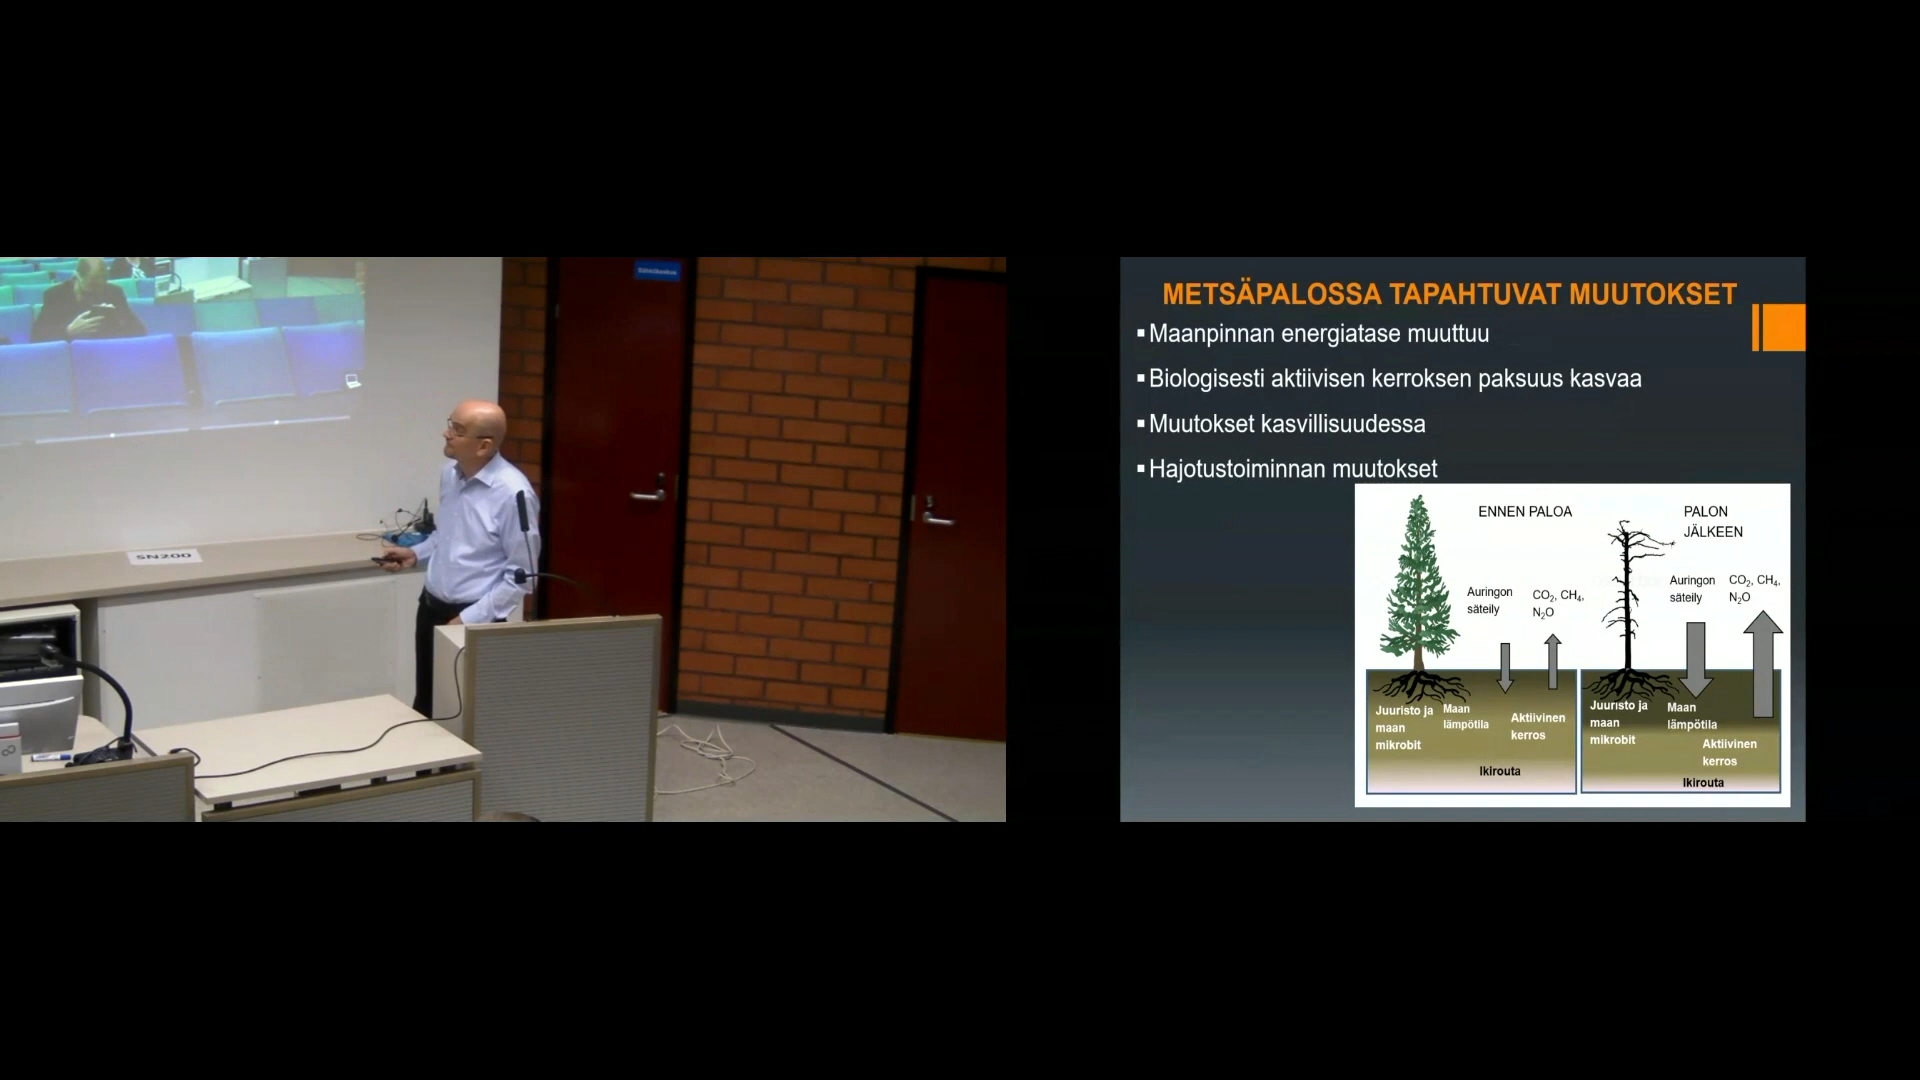 Sähkökeskus
SN200
METSÄPALOSSA TAPAHTUVAT MUUTOKSET
▪Maanpinnan energiatase muuttuu
▪Biologisesti aktiivisen kerroksen paksuus kasvaa
▪Muutokset kasvillisuudessa
▪Hajotustoiminnan muutokset
ENNEN PALOA
Auringon
säteily
CO₂, CH₄,
N₂O
Juuristo ja
maan
mikrobit
Maan
lämpötila
Aktiivinen
kerros
Ikirouta
PALON
JÄLKEEN
Auringon
säteily
CO₂, CH₄,
N₂O
Juuristo ja
maan
mikrobit
Maan
lämpötila
Aktiivinen
kerros
Ikirouta